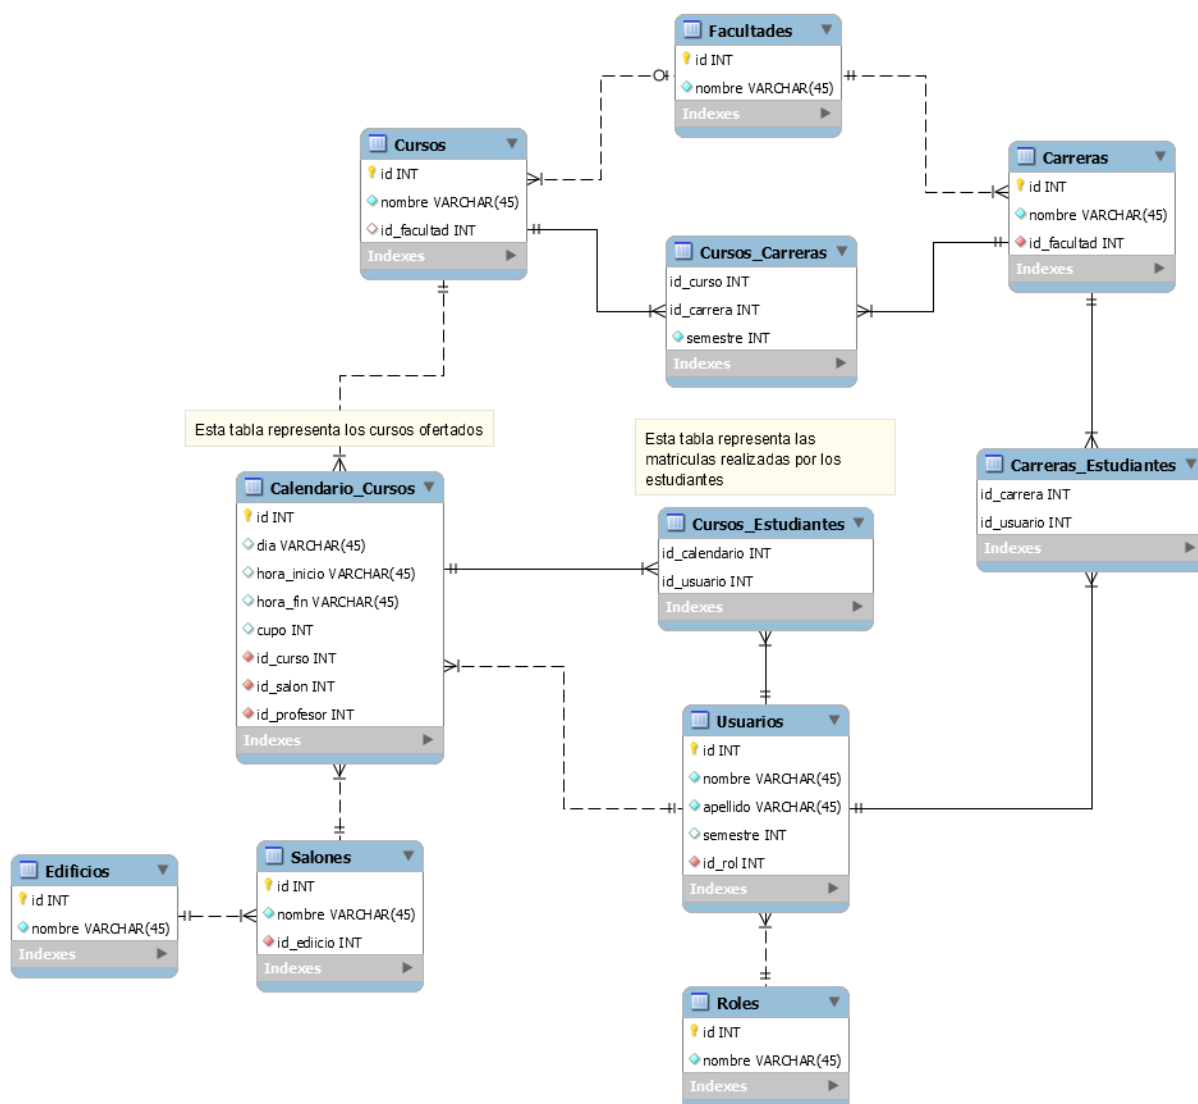 Facultades
id INT
nombre VARCHAR(45)
Indexes
Cursos
id INT
nombre VARCHAR(45)
id_facultad INT
Indexes
Carreras
id INT
nombre VARCHAR(45)
id_facultad INT
Indexes
Cursos_Carreras
id_curso INT
id_carrera INT
semestre INT
Indexes
Esta tabla representa los cursos ofertados
Esta tabla representa las
matriculas realizadas por los
estudiantes
Carreras_Estudiantes
id_carrera INT
id_usuario INT
Indexes
Calendario_Cursos
id INT
dia VARCHAR(45)
hora_inicio VARCHAR(45)
hora_fin VARCHAR(45)
cupo INT
id_curso INT
id_salon INT
id_profesor INT
Indexes
Cursos_Estudiantes
id_calendario INT
id_usuario INT
Indexes
Usuarios
id INT
nombre VARCHAR(45)
apellido VARCHAR(45)
semestre INT
id_rol INT
Indexes
Edificios
id INT
nombre VARCHAR(45)
Indexes
Salones
id INT
nombre VARCHAR(45)
id_ediicio INT
Indexes
Roles
id INT
nombre VARCHAR(45)
Indexes